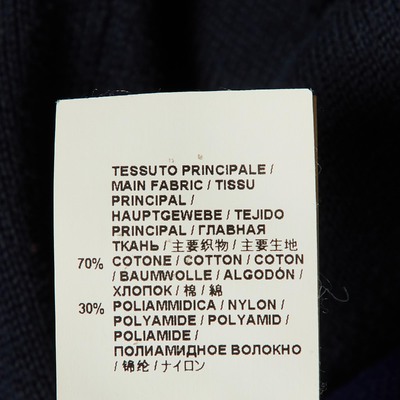 TESSUTO PRINCIPALE /
MAIN FABRIC / TISSU
PRINCIPAL /
HAUPTGEWEBE / TEJIDO
PRINCIPAL / ГЛАВНАЯ
ТКАНЬ / 主要织物 / 主要生地
70% COTONE / COTTON / COTON
/ BAUMWOLLE / ALGODÓN /
ХЛОПОК / 棉 / 綿
30% POLIAMMIDICA / NYLON /
POLYAMIDE / POLYAMID /
POLIAMIDE /
ПОЛИАМИДНОЕ ВОЛОКНО
/ 锦纶 / ナイロン